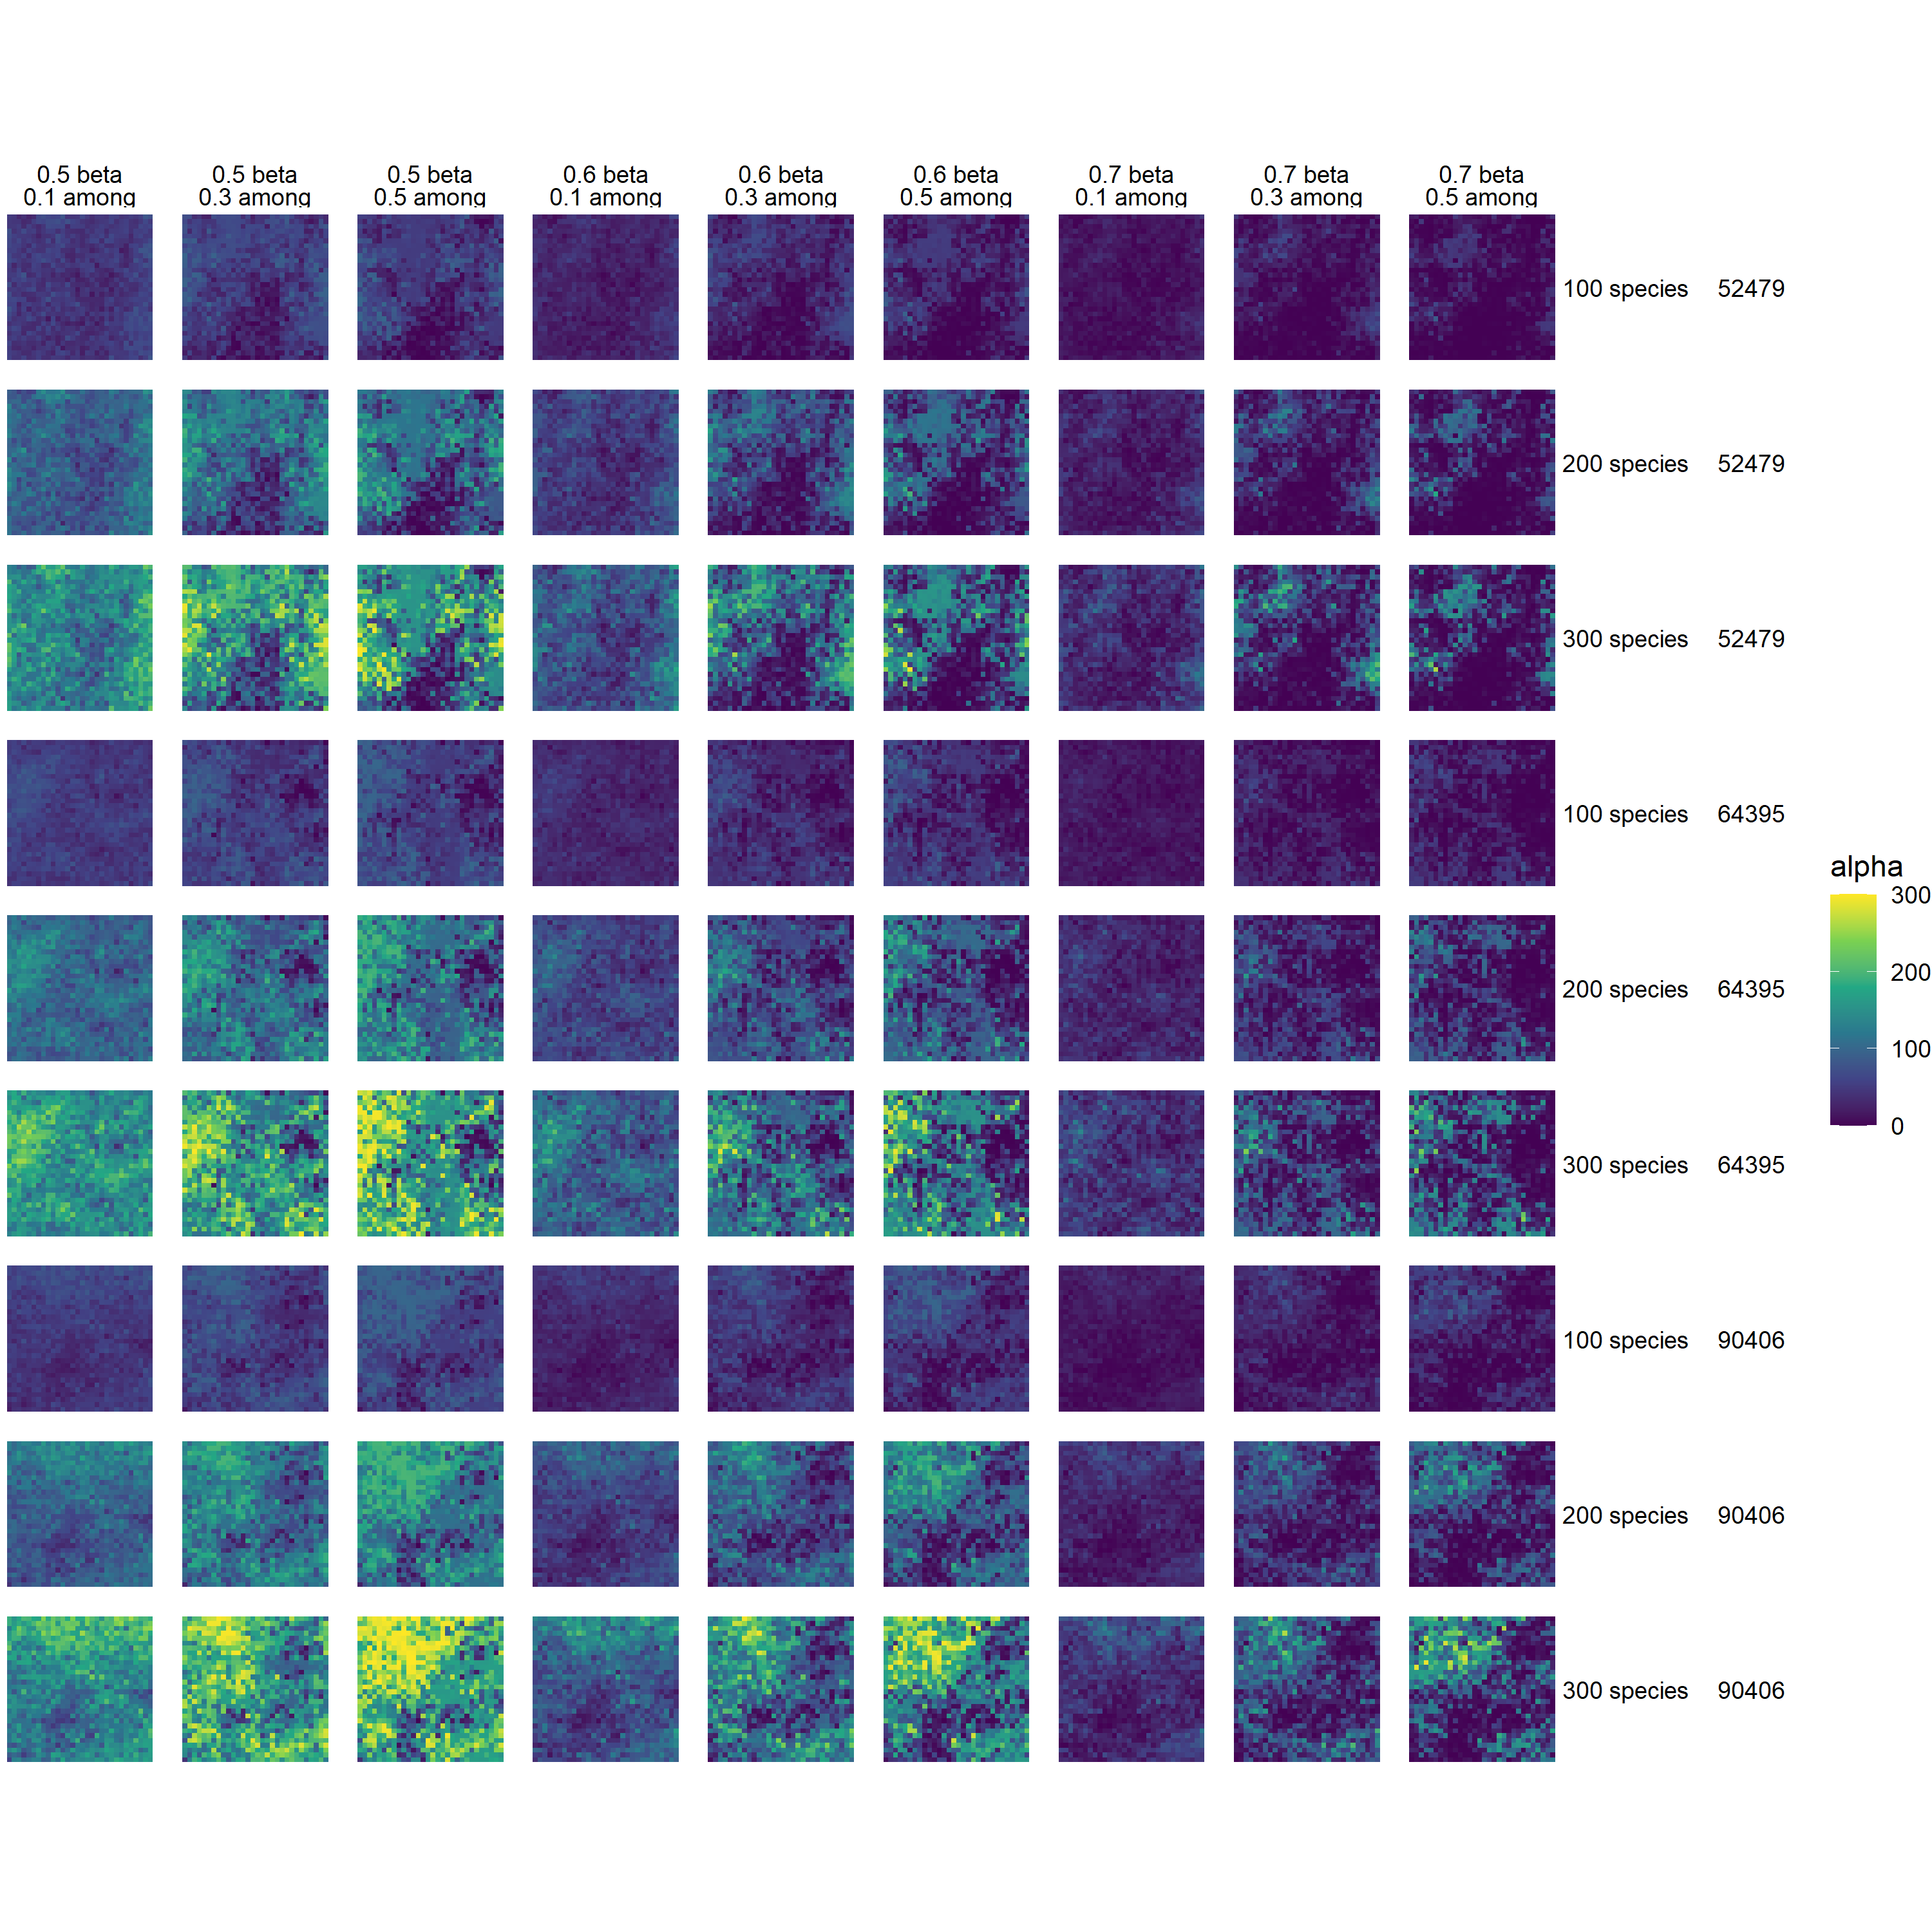 0.5 beta
0.1 among
0.5 beta
0.3 among
0.5 beta
0.5 among
0.6 beta
0.1 among
0.6 beta
0.3 among
0.6 beta
0.5 among
0.7 beta
0.1 among
0.7 beta
0.3 among
0.7 beta
0.5 among
100 species 52479
200 species 52479
300 species 52479
100 species 64395
200 species 64395
300 species 64395
100 species 90406
200 species 90406
300 species 90406
alpha
300
200
100
0